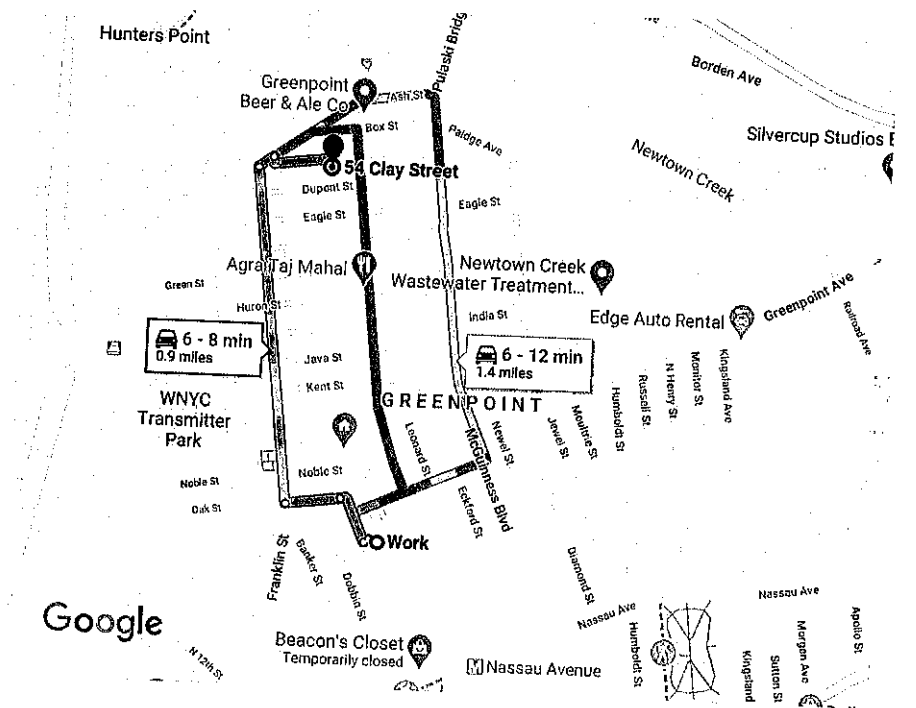 Hunters Point
Pulaski Bridge
Borden Ave
Greenpoint
Beer & Ale Co
Ash St
Box St
Paidge Ave
Silvercup Studios E
Newtown Creek
54 Clay Street
Dupont St
Eagle St
Eagle St
Agra Taj Mahal
Newtown Creek
Wastewater Treatment...
Green St
Huron St
India St
Edge Auto Rental
Greenpoint Ave
Railroad Ave
6 - 8 min
0.9 miles
Java St
Kent St
6 - 12 min
1.4 miles
WNYC
Transmitter
Park
GREENPOINT
Leonard St
McGuinness Blvd
Newel St
Jewel St
Moultrie St
Humboldt St
Russell St
N Henry St
Monitor St
Kingsland Ave
Noble St
Noble St
Oak St
Eckford St
Work
Franklin St
Banker St
Dobbin St
Diamond St
Nassau Ave
Nassau Ave
Google
N 12th St
Beacon's Closet
Temporarily closed
M Nassau Avenue
Humboldt St
Kingsland
Sutton St
Morgan Ave
Apollo St